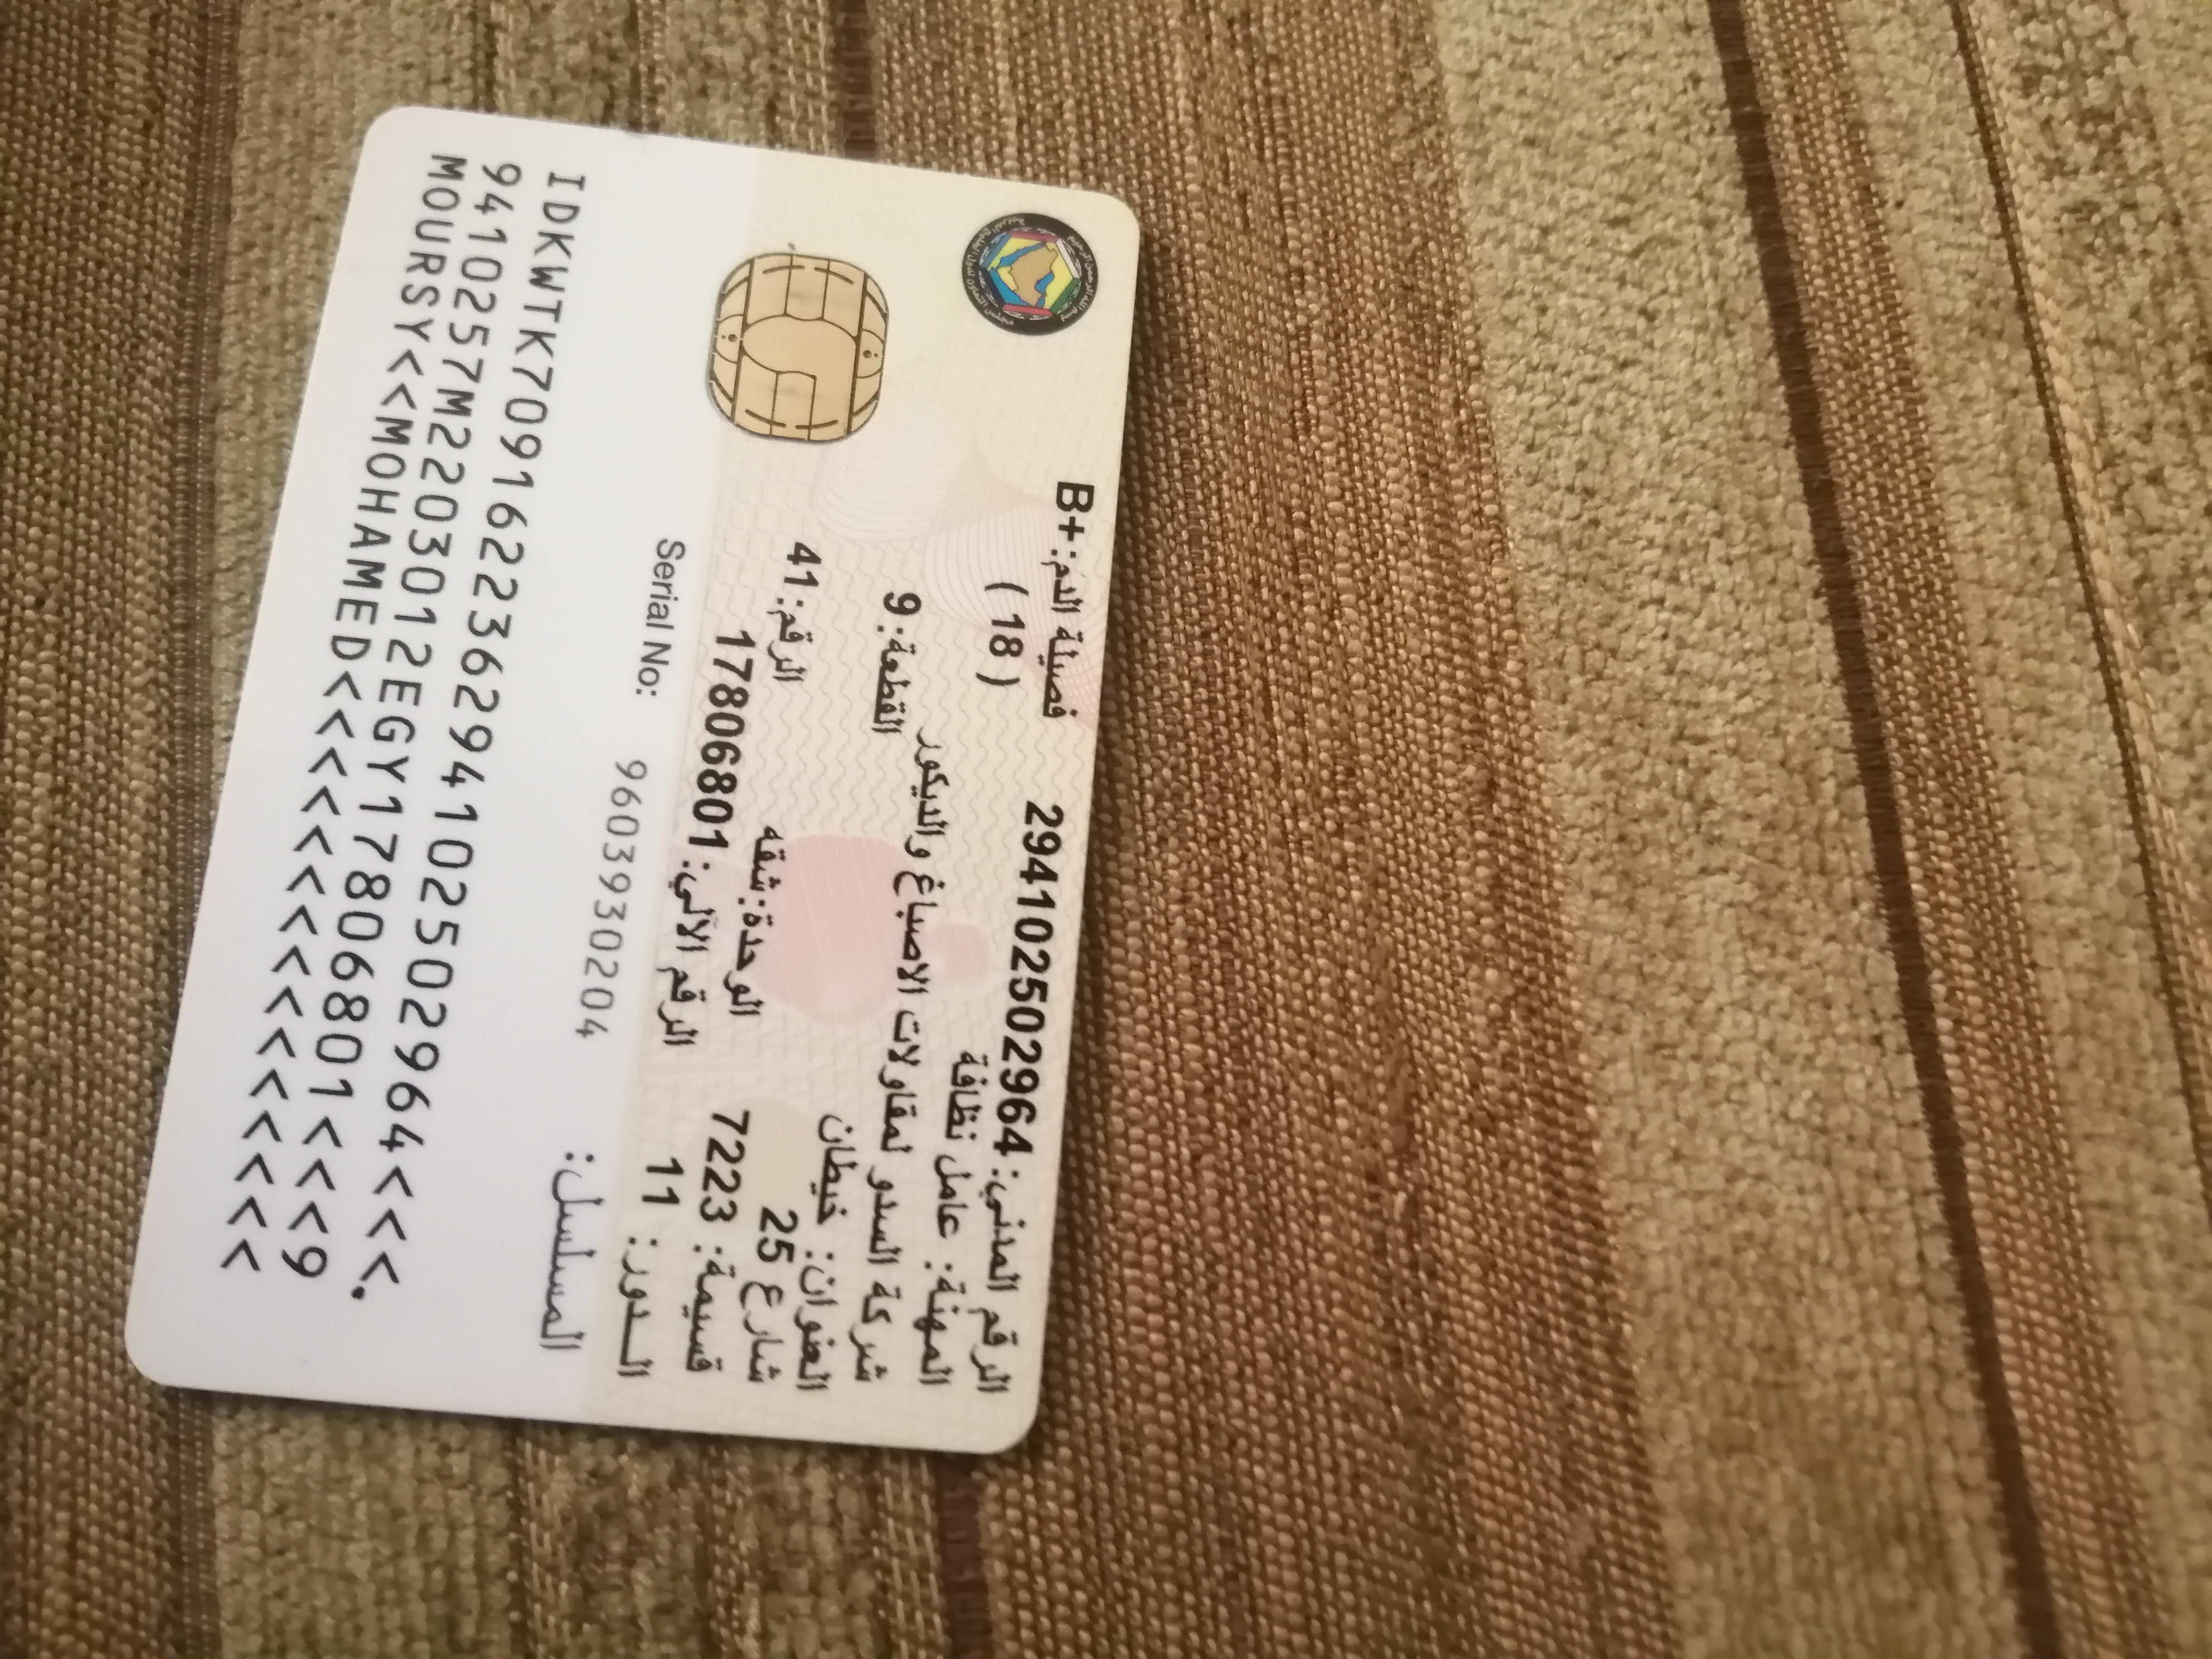 فصيلة الدم: B+
الرقم المدني: 294102502964
( 18 )
المهنة: عامل نظافة
شركة السدو لمقاولات الاصباغ والديكور
العنوان: خيطان القطعة: 9
شارع 25
قسيمة: 7223 الوحدة: شقه الرقم: 41
الـدور: 11 الرقم الآلي: 17806801
المسلسل: 9603930204 Serial No:
IDKWTK709162236294102502964<<<
9410257M2203012EGY17806801<<<9
MOURSY<<MOHAMED<<<<<<<<<<<<<<<